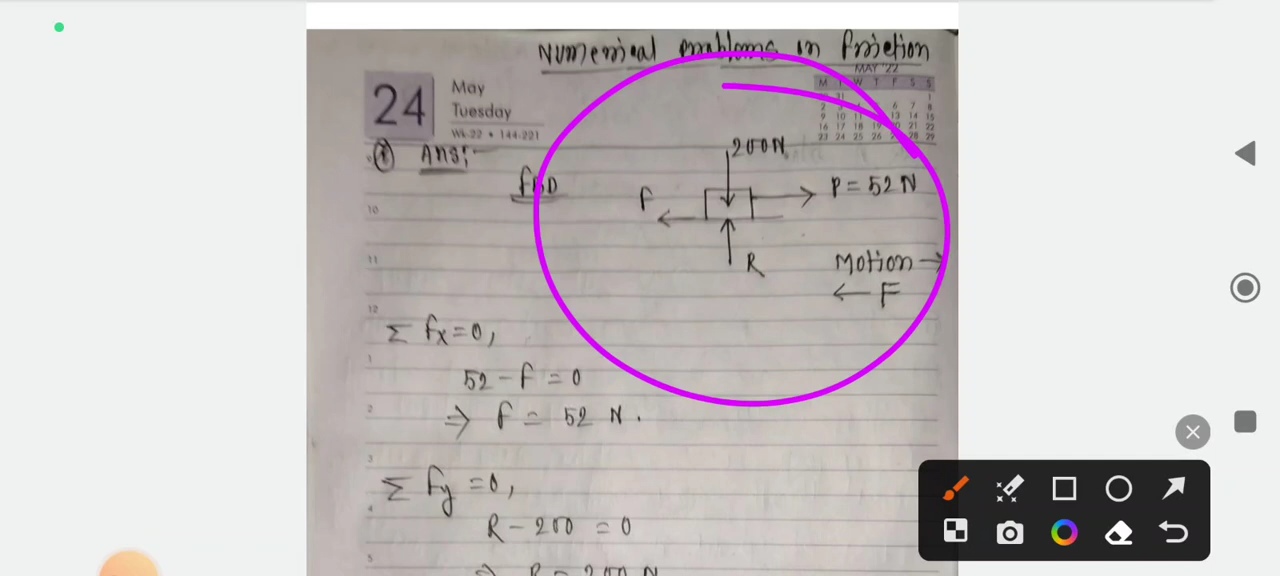 Numerical problems in friction
24
May
Tuesday
Wk-22 • 144-221
MAY '22
Ans:-
FBD
200N
F
P = 52 N
R
Motion →
← F
10
11
12
1
2
3
4
5
Σ Fx = 0,
52 - F = 0
⇒ F = 52 N.
Σ Fy = 0,
R - 200 = 0
⇒ R = 200 N